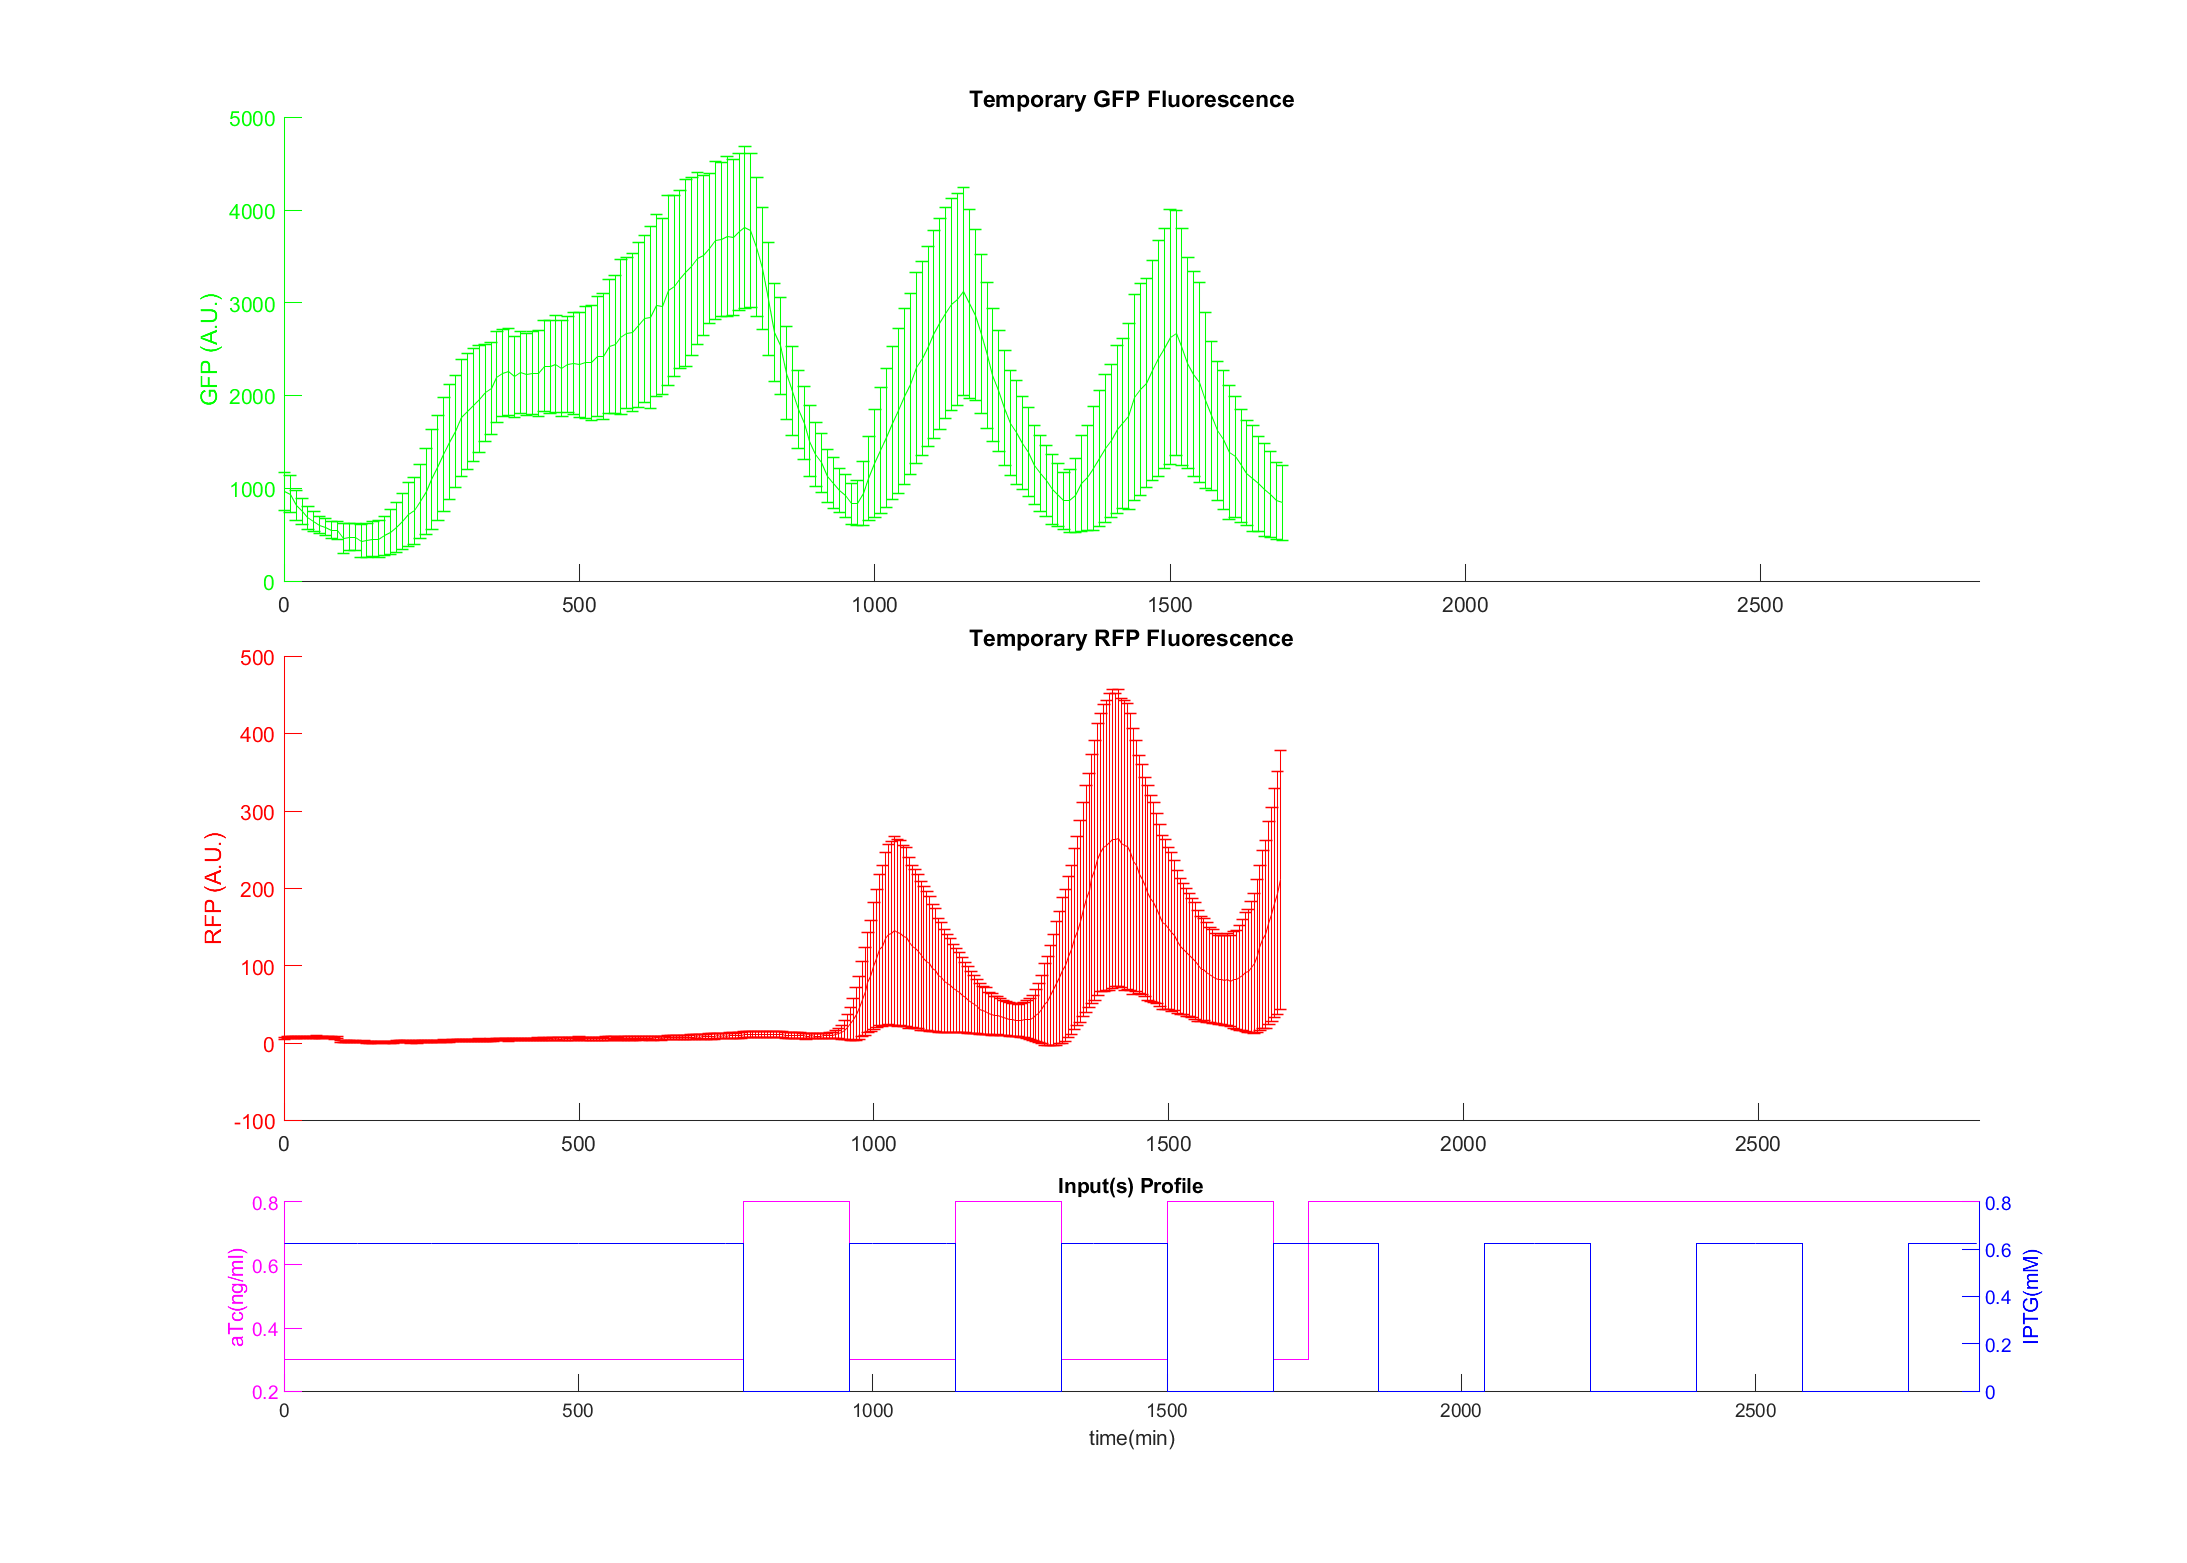 Temporary GFP Fluorescence
5000
4000
3000
2000
1000
0
GFP (A.U.)
0 500 1000 1500 2000 2500
Temporary RFP Fluorescence
500
400
300
200
100
0
-100
RFP (A.U.)
0 500 1000 1500 2000 2500
Input(s) Profile
0.8
0.6
0.4
0.2
aTc(ng/ml)
0.8
0.6
0.4
0.2
0
IPTG(mM)
0 500 1000 1500 2000 2500
time(min)